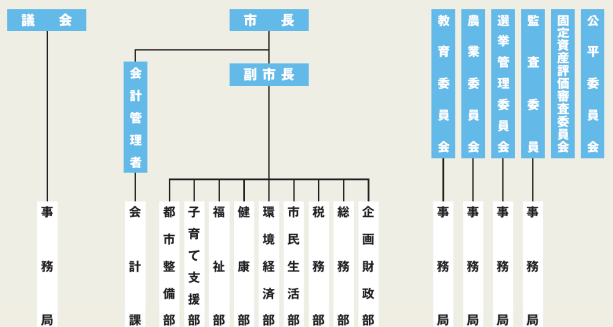 議会
市長
副市長
会計管理者
教育委員会
農業委員会
選挙管理委員会
監査委員
固定資産評価審査委員会
公平委員会
事務局
会計課
都市整備部
子育て支援部
福祉部
健康部
環境経済部
市民生活部
税務部
総務部
企画財政部
事務局
事務局
事務局
事務局